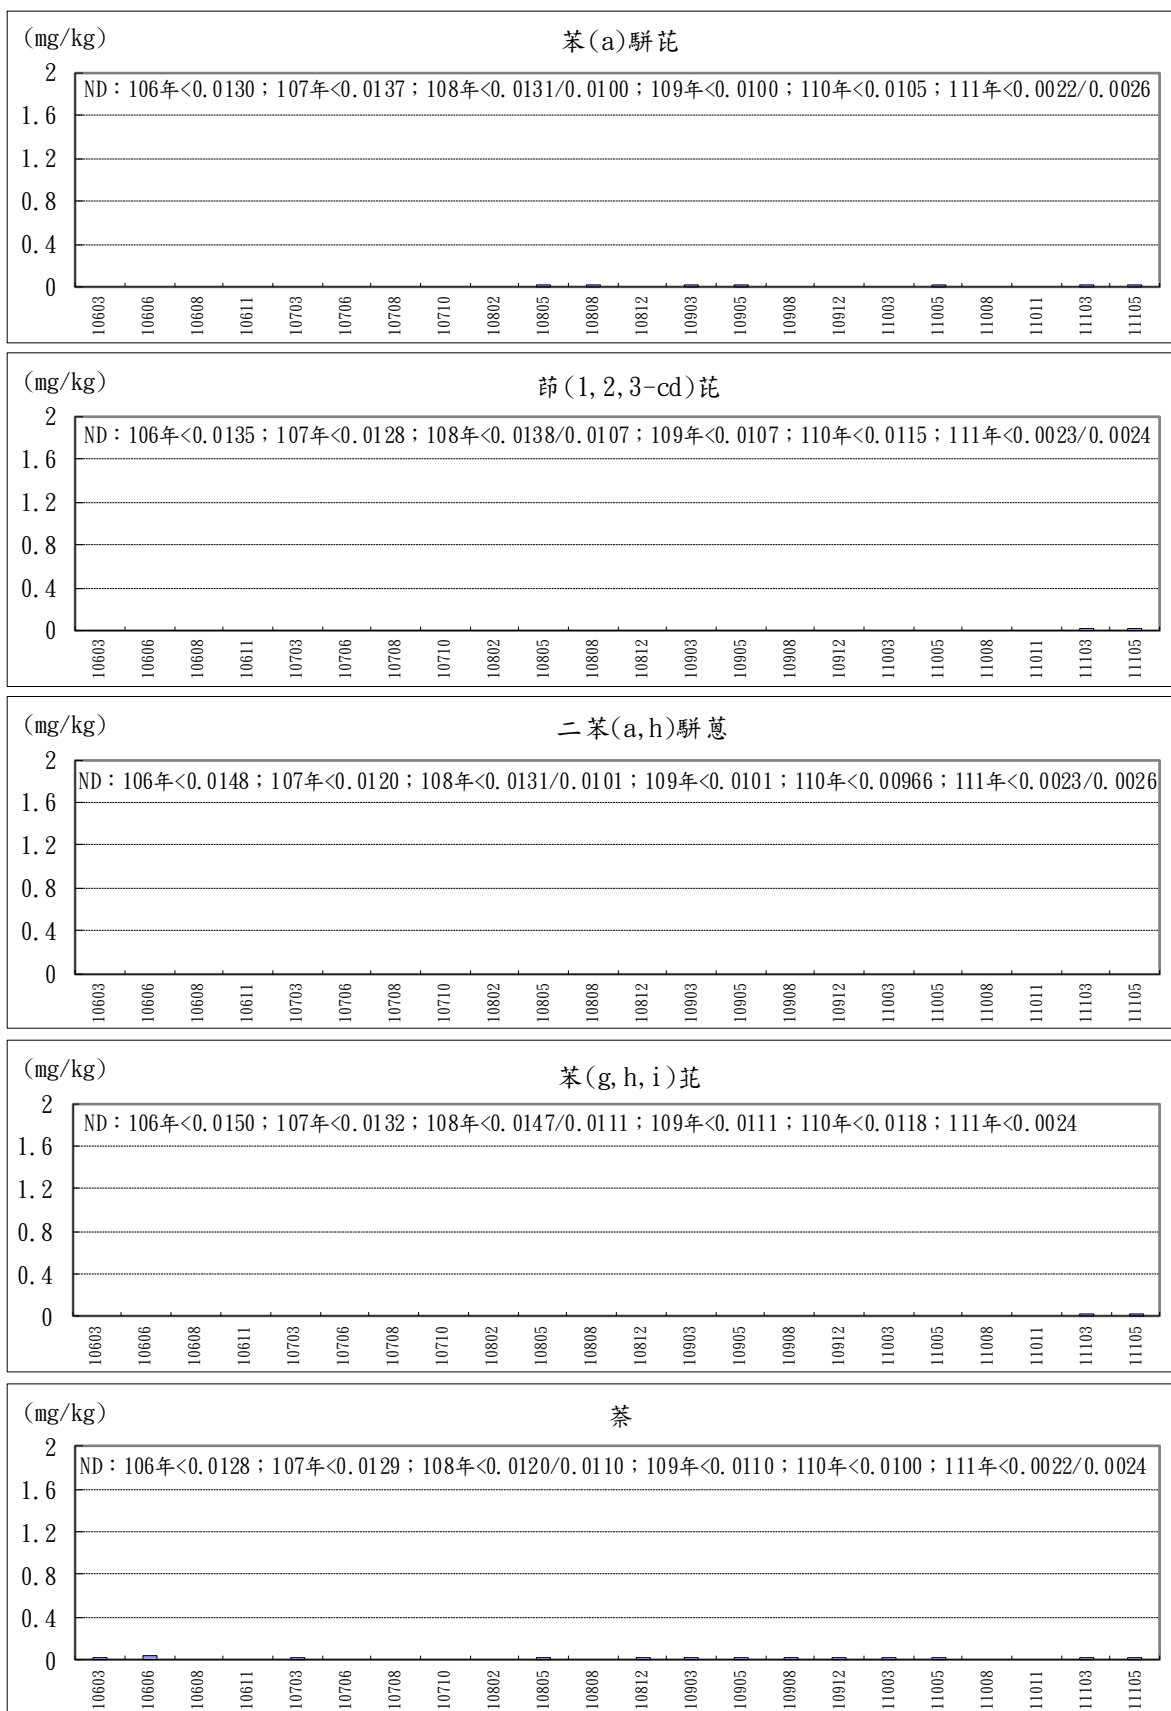 (mg/kg)
苯(a)駢芘
2
ND：106年<0.0130；107年<0.0137；108年<0.0131/0.0100；109年<0.0100；110年<0.0105；111年<0.0022/0.0026
1.6
1.2
0.8
0.4
0
10603 10606 10608 10611 10703 10706 10708 10710 10802 10805 10808 10812 10903 10905 10908 10912 11003 11005 11008 11011 11103 11105
(mg/kg)
茚(1,2,3-cd)芘
2
ND：106年<0.0135；107年<0.0128；108年<0.0138/0.0107；109年<0.0107；110年<0.0115；111年<0.0023/0.0024
1.6
1.2
0.8
0.4
0
10603 10606 10608 10611 10703 10706 10708 10710 10802 10805 10808 10812 10903 10905 10908 10912 11003 11005 11008 11011 11103 11105
(mg/kg)
二苯(a,h)駢蒽
2
ND：106年<0.0148；107年<0.0120；108年<0.0131/0.0101；109年<0.0101；110年<0.00966；111年<0.0023/0.0026
1.6
1.2
0.8
0.4
0
10603 10606 10608 10611 10703 10706 10708 10710 10802 10805 10808 10812 10903 10905 10908 10912 11003 11005 11008 11011 11103 11105
(mg/kg)
苯(g,h,i)苝
2
ND：106年<0.0150；107年<0.0132；108年<0.0147/0.0111；109年<0.0111；110年<0.0118；111年<0.0024
1.6
1.2
0.8
0.4
0
10603 10606 10608 10611 10703 10706 10708 10710 10802 10805 10808 10812 10903 10905 10908 10912 11003 11005 11008 11011 11103 11105
(mg/kg)
萘
2
ND：106年<0.0128；107年<0.0129；108年<0.0120/0.0110；109年<0.0110；110年<0.0100；111年<0.0022/0.0024
1.6
1.2
0.8
0.4
0
10603 10606 10608 10611 10703 10706 10708 10710 10802 10805 10808 10812 10903 10905 10908 10912 11003 11005 11008 11011 11103 11105